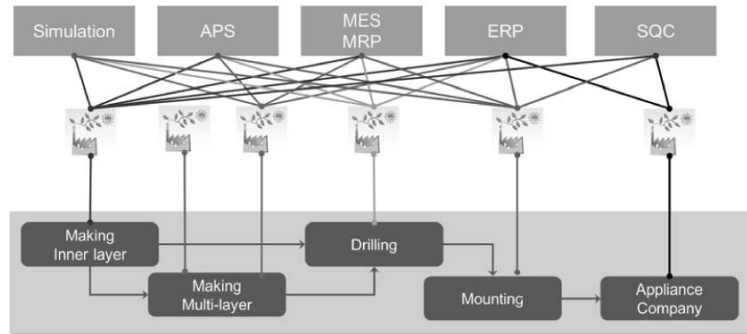 Simulation
APS
MES
MRP
ERP
SQC
Making
Inner layer
Drilling
Making
Multi-layer
Mounting
Appliance
Company